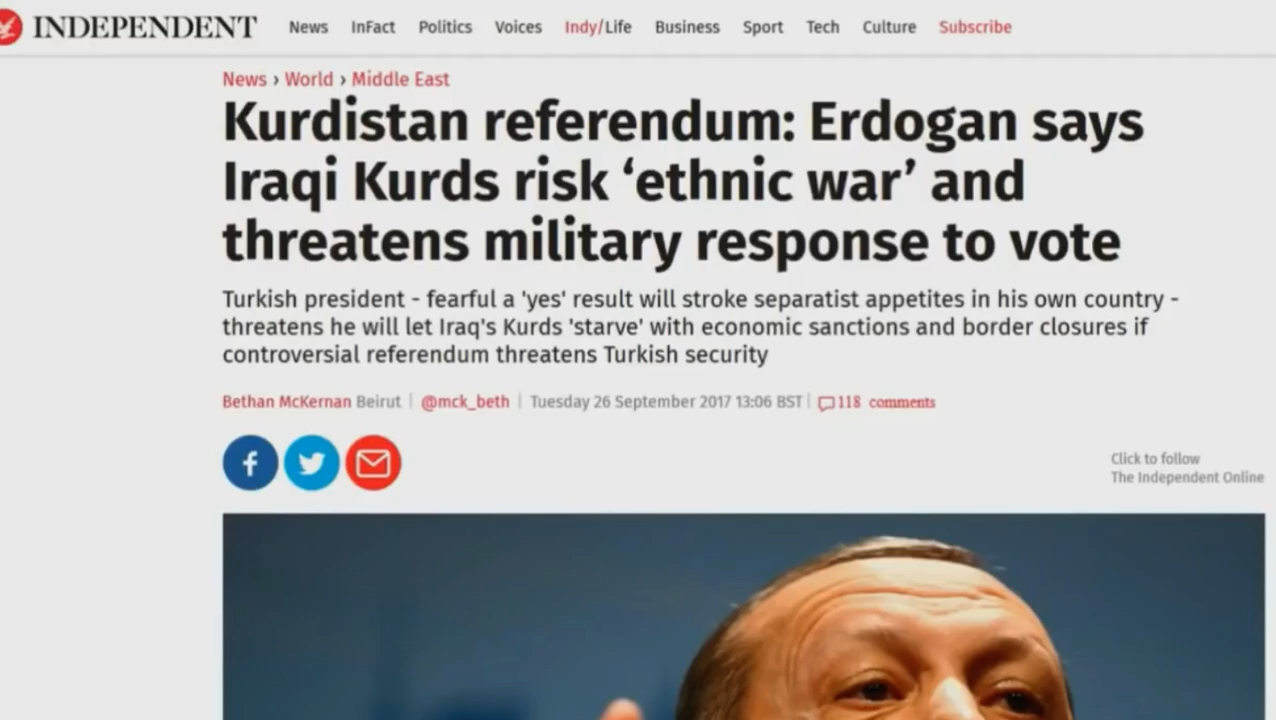 INDEPENDENT News InFact Politics Voices Indy/Life Business Sport Tech Culture Subscribe
News › World › Middle East
Kurdistan referendum: Erdogan says
Iraqi Kurds risk ‘ethnic war’ and
threatens military response to vote
Turkish president - fearful a 'yes' result will stroke separatist appetites in his own country -
threatens he will let Iraq's Kurds 'starve' with economic sanctions and border closures if
controversial referendum threatens Turkish security
Bethan McKernan Beirut | @mck_beth | Tuesday 26 September 2017 13:06 BST | 118 comments
Click to follow
The Independent Online